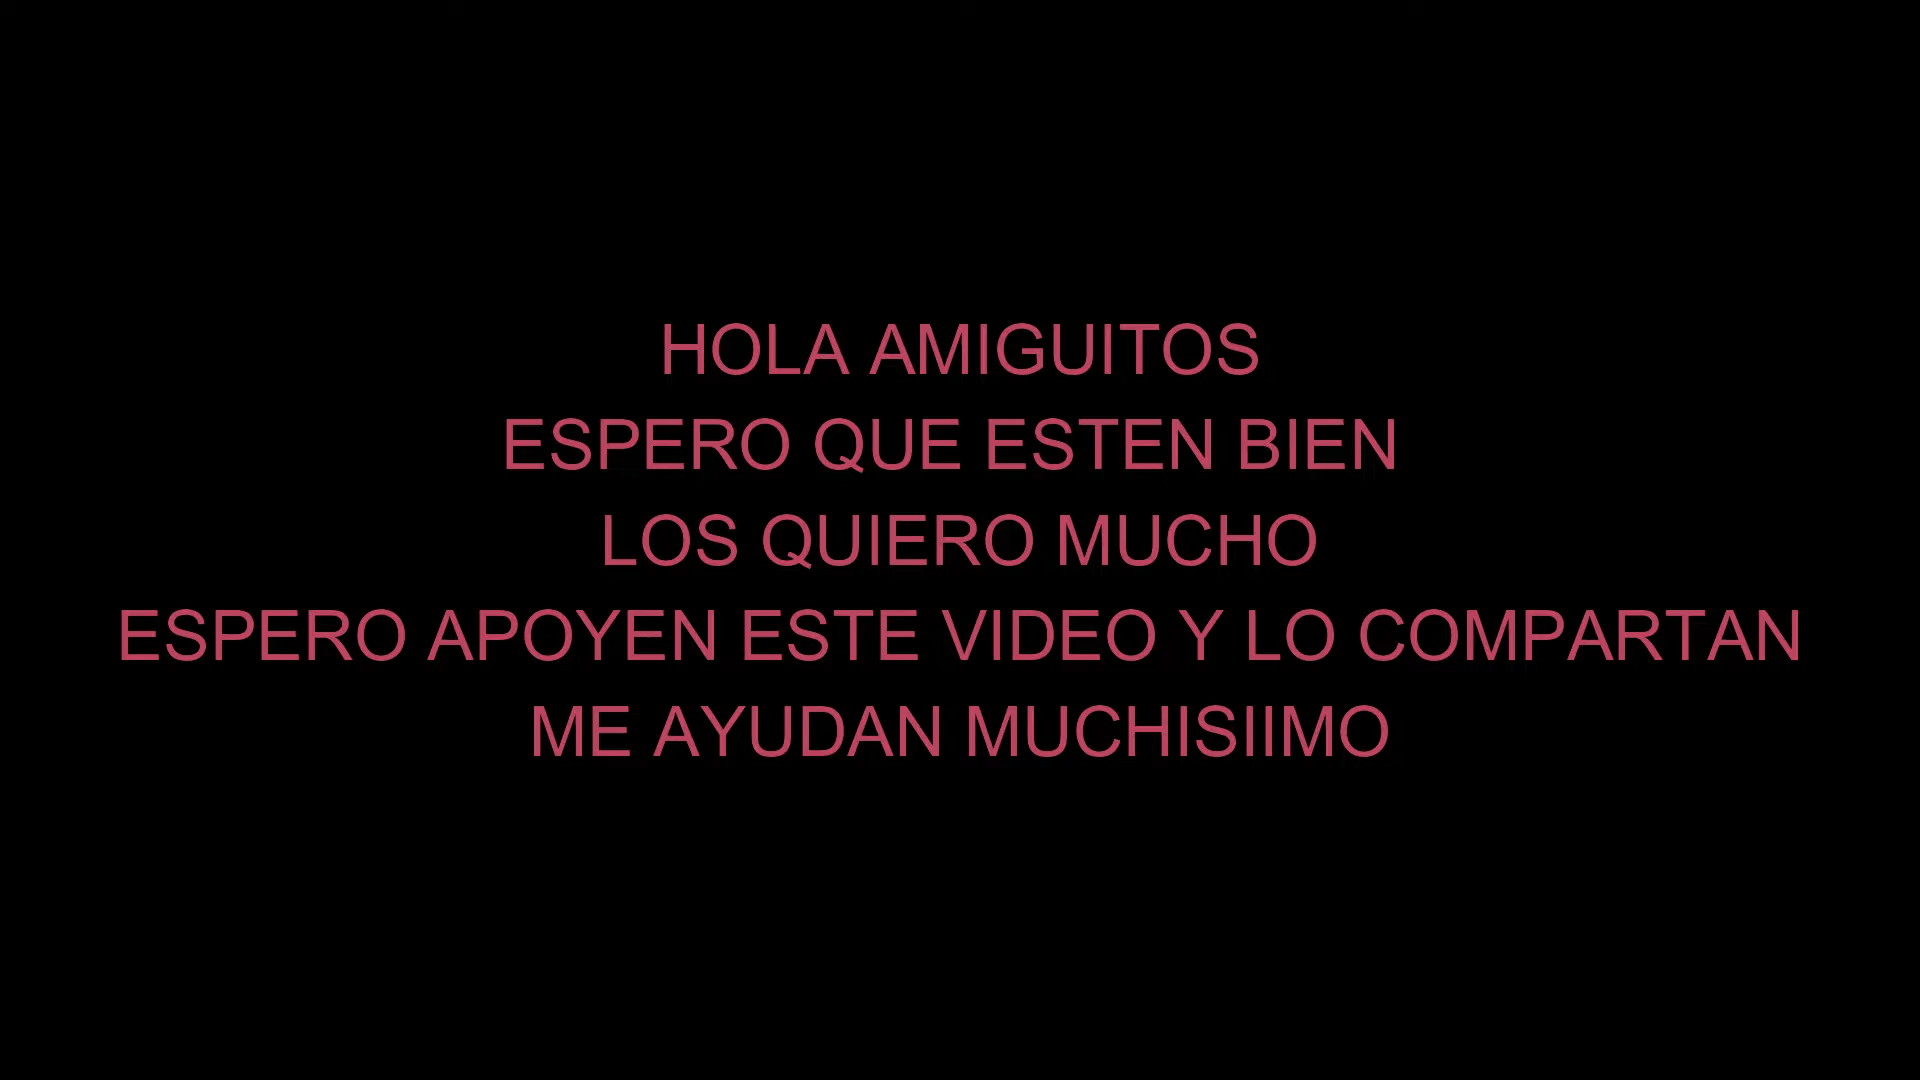 HOLA AMIGUITOS
ESPERO QUE ESTEN BIEN
LOS QUIERO MUCHO
ESPERO APOYEN ESTE VIDEO Y LO COMPARTAN
ME AYUDAN MUCHISIIMO